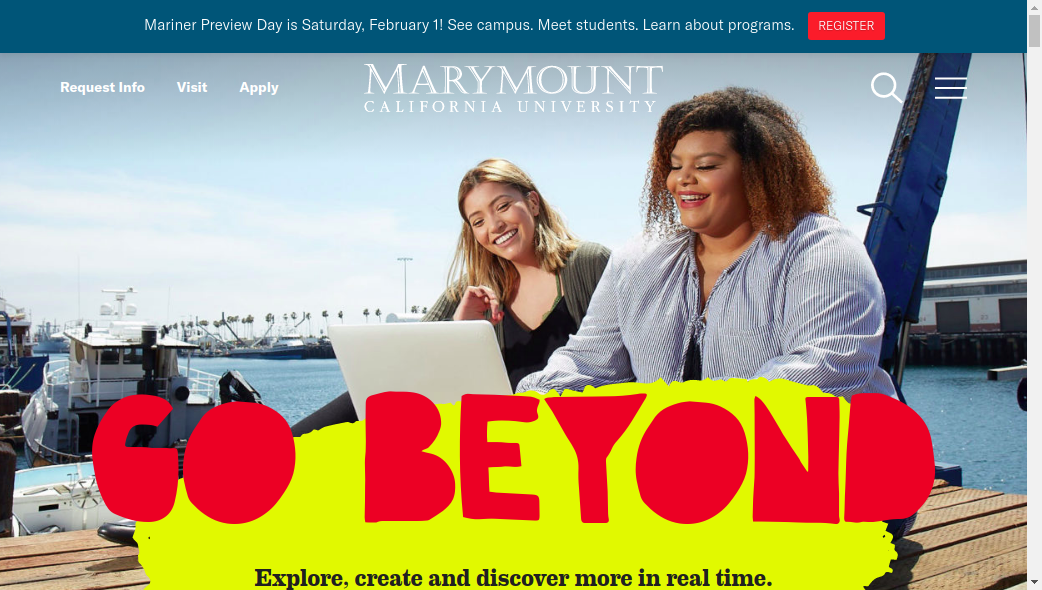 Mariner Preview Day is Saturday, February 1! See campus. Meet students. Learn about programs. REGISTER
Request Info Visit Apply
MARYMOUNT
CALIFORNIA UNIVERSITY
GO BEYOND
Explore, create and discover more in real time.